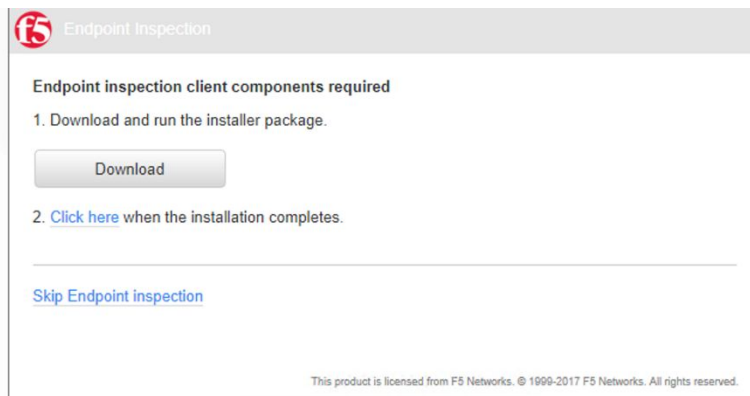 f5 Endpoint Inspection
Endpoint inspection client components required
1. Download and run the installer package.
Download
2. Click here when the installation completes.
Skip Endpoint inspection
This product is licensed from F5 Networks. © 1999-2017 F5 Networks. All rights reserved.